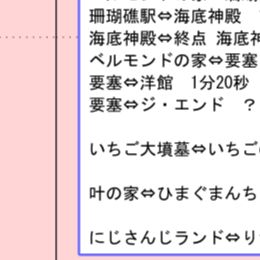 珊瑚礁駅⇔海底神殿
海底神殿⇔終点 海底神
ベルモンドの家⇔要塞
要塞⇔洋館 1分20秒
要塞⇔ジ・エンド ?
いちご大墳墓⇔いちご
叶の家⇔ひまぐまんち
にじさんじランド⇔り